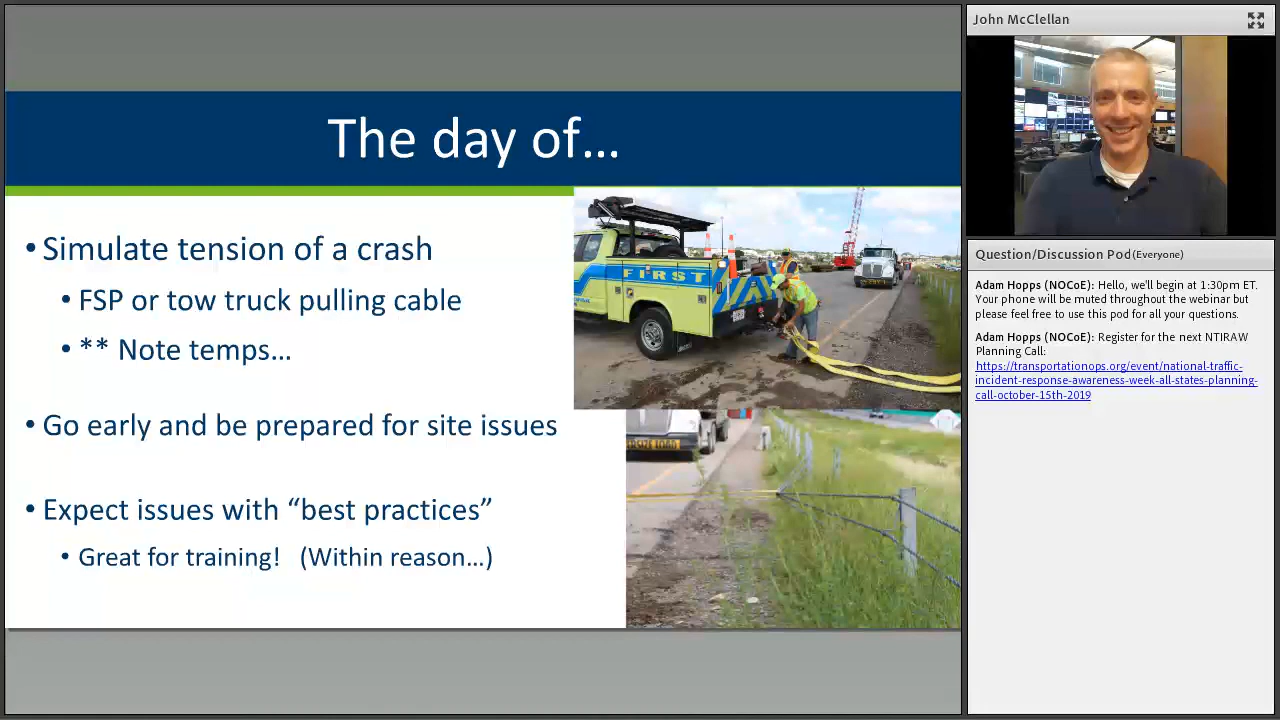 The day of…
• Simulate tension of a crash
• FSP or tow truck pulling cable
• ** Note temps…
• Go early and be prepared for site issues
• Expect issues with “best practices”
• Great for training! (Within reason…)
FIRST
John McClellan
Question/Discussion Pod (Everyone)
Adam Hopps (NOCoE): Hello, we'll begin at 1:30pm ET.
Your phone will be muted throughout the webinar but
please feel free to use this pod for all your questions.
Adam Hopps (NOCoE): Register for the next NTIRAW
Planning Call:
https://transportationops.org/event/national-traffic-
incident-response-awareness-week-all-states-planning-
call-october-15th-2019